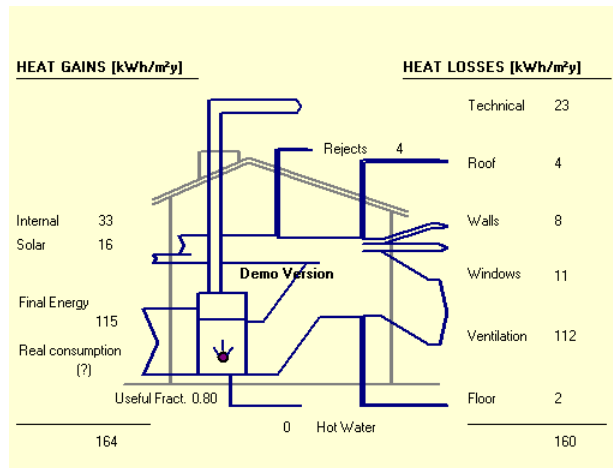 HEAT GAINS [kWh/m²y]
HEAT LOSSES [kWh/m²y]
Technical 23
Rejects 4
Roof 4
Internal 33
Walls 8
Solar 16
Demo Version
Windows 11
Final Energy
115
Ventilation 112
Real consumption
(?)
Useful Fract. 0.80
Floor 2
0 Hot Water
164
160